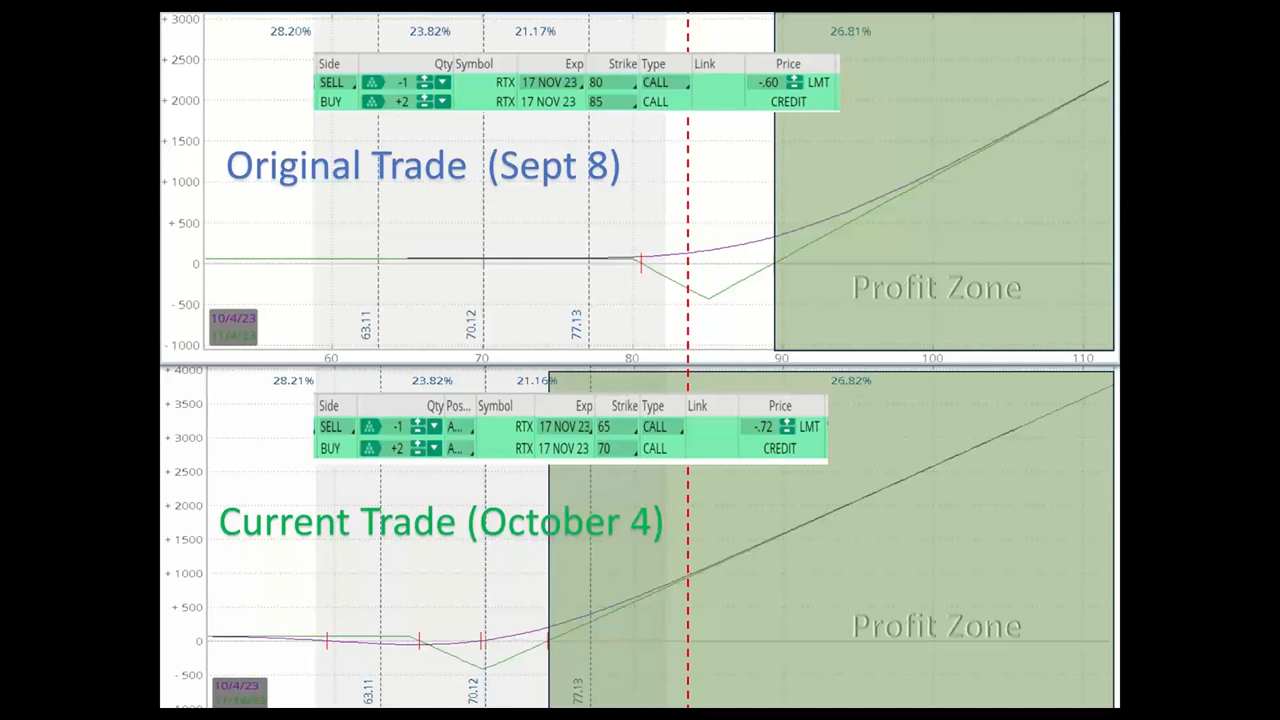 + 3000
28.20% 23.82% 21.17% 26.81%
+ 2500
Side Qty Symbol Exp Strike Type Link Price
SELL -1 RTX 17 NOV 23 80 CALL -.60 LMT
BUY +2 RTX 17 NOV 23 85 CALL CREDIT
+ 2000
+ 1500
Original Trade (Sept 8)
+ 1000
+ 500
0
Profit Zone
- 500
10/4/23 63.11 70.12 77.13
- 1000
60 70 80 90 100 110
+ 4000
28.21% 23.82% 21.16% 26.82%
+ 3500
Side Qty Pos... Symbol Exp Strike Type Link Price
SELL -1 A... RTX 17 NOV 23 65 CALL -.72 LMT
+ 3000
BUY +2 A... RTX 17 NOV 23 70 CALL CREDIT
+ 2500
+ 2000
Current Trade (October 4)
+ 1500
+ 1000
+ 500
Profit Zone
0
- 500
10/4/23 63.11 70.12 77.13